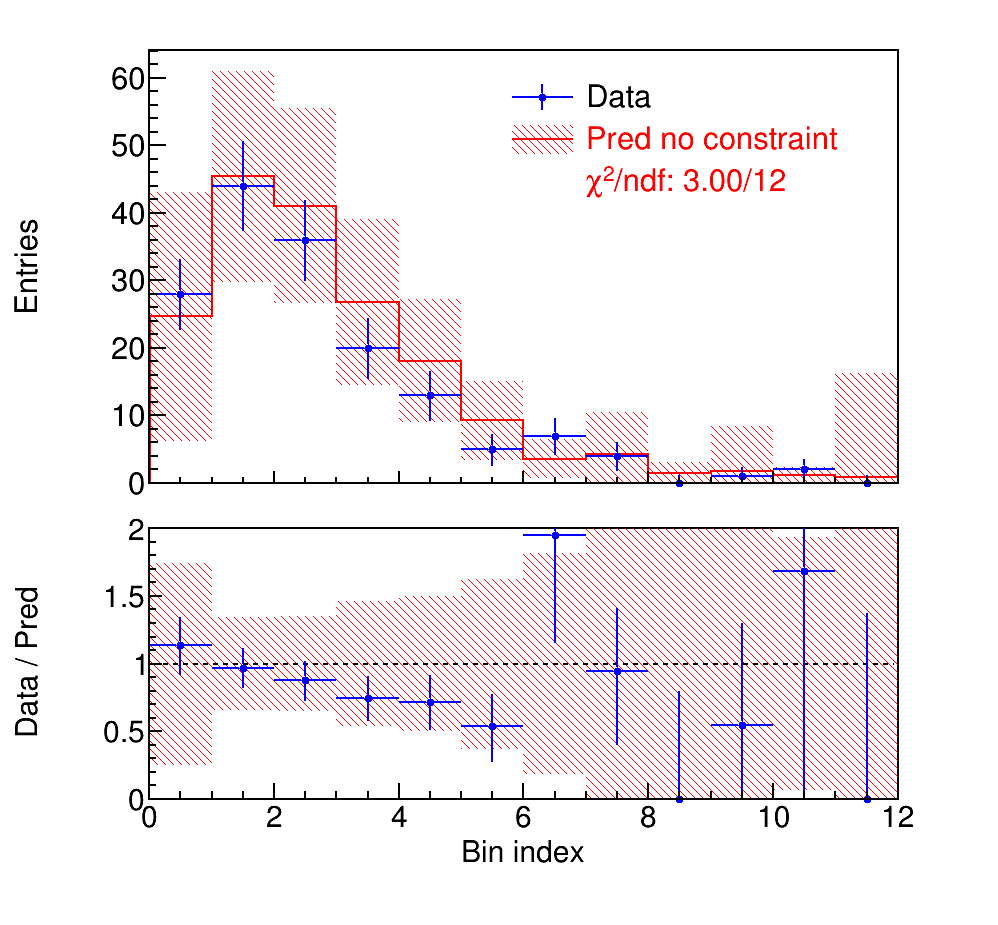 60
50
40
30
20
10
0
Entries
Data
Pred no constraint
χ²/ndf: 3.00/12
2
1.5
1
0.5
0
Data / Pred
0 2 4 6 8 10 12
Bin index